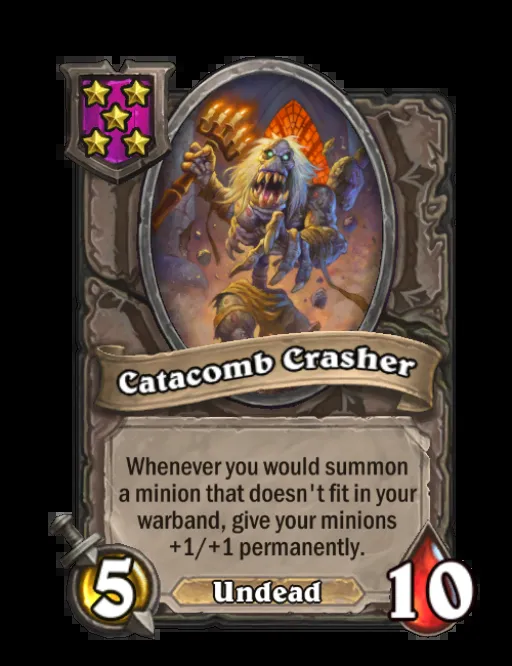 Catacomb Crasher
Whenever you would summon
a minion that doesn't fit in your
warband, give your minions
+1/+1 permanently.
5
Undead
10